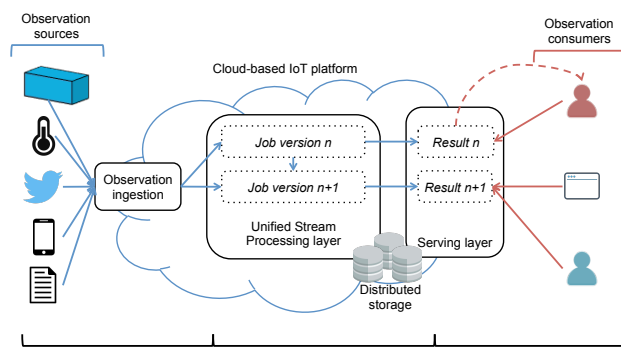 Observation
sources
Cloud-based IoT platform
Observation
consumers
Job version n
Result n
Observation
ingestion
Job version n+1
Result n+1
Unified Stream
Processing layer
Serving layer
Distributed
storage